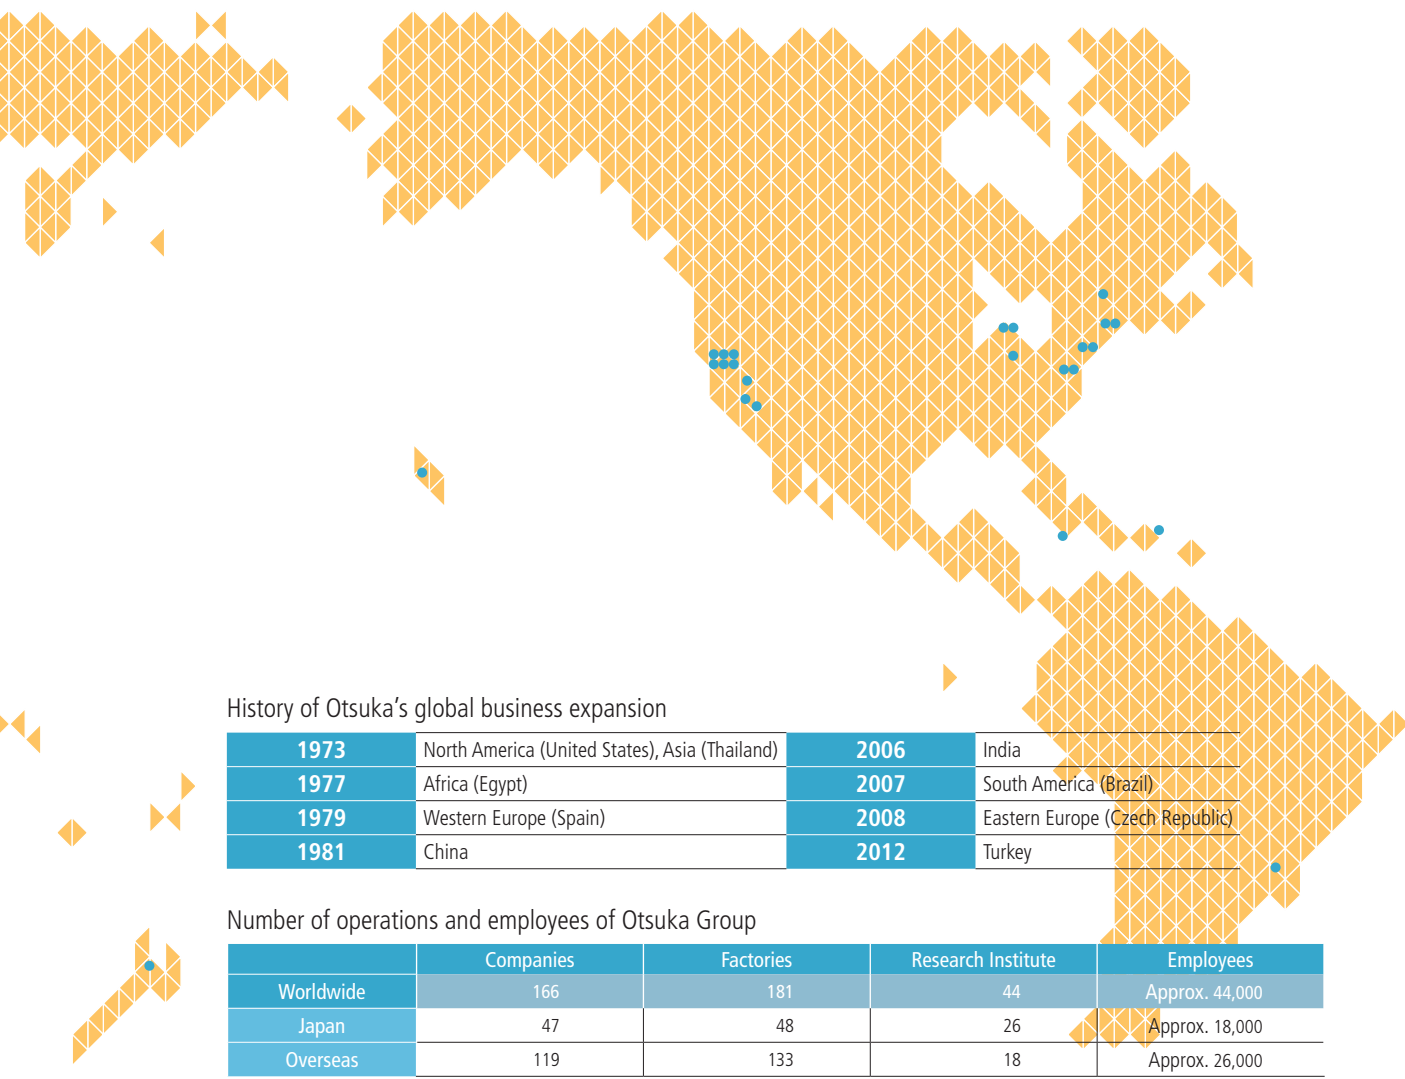 History of Otsuka's global business expansion
1973 North America (United States), Asia (Thailand) 2006 India
1977 Africa (Egypt) 2007 South America (Brazil)
1979 Western Europe (Spain) 2008 Eastern Europe (Czech Republic)
1981 China 2012 Turkey
Number of operations and employees of Otsuka Group
Companies Factories Research Institute Employees
Worldwide 166 181 44 Approx. 44,000
Japan 47 48 26 Approx. 18,000
Overseas 119 133 18 Approx. 26,000